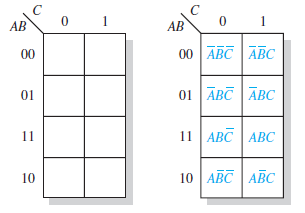 C C
AB 0 1 AB 0 1
00 00 A̅B̅C̅ A̅B̅C
01 01 A̅BC̅ A̅BC
11 11 ABC̅ ABC
10 10 AB̅C̅ AB̅C